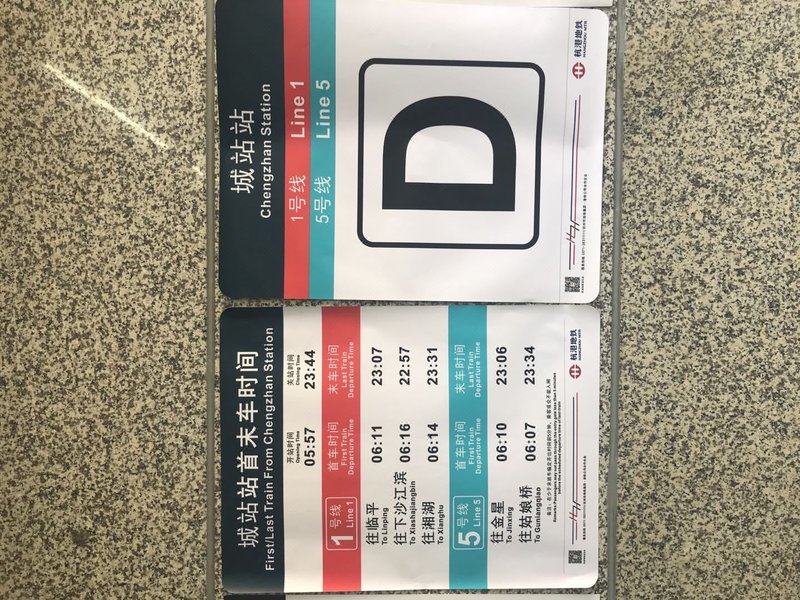 城站站
Chengzhan Station
1号线 Line 1
5号线 Line 5
D
杭港地铁
HANGZHOU MTR
城站站首末车时间
First/Last Train From Chengzhan Station
开站时间 关站时间
Opening Time Closing Time
05:57 23:44
1号线 首车时间 末车时间
Line 1 First Train Departure Time Last Train Departure Time
往临平 06:11 23:07
To Linping
往下沙江滨 06:16 22:57
To Xiashajiangbin
往湘湖 06:14 23:31
To Xianghu
5号线 首车时间 末车时间
Line 5 First Train Departure Time Last Train Departure Time
往金星 06:10 23:06
To Jinxing
往姑娘桥 06:07 23:34
To Guniangqiao
杭港地铁